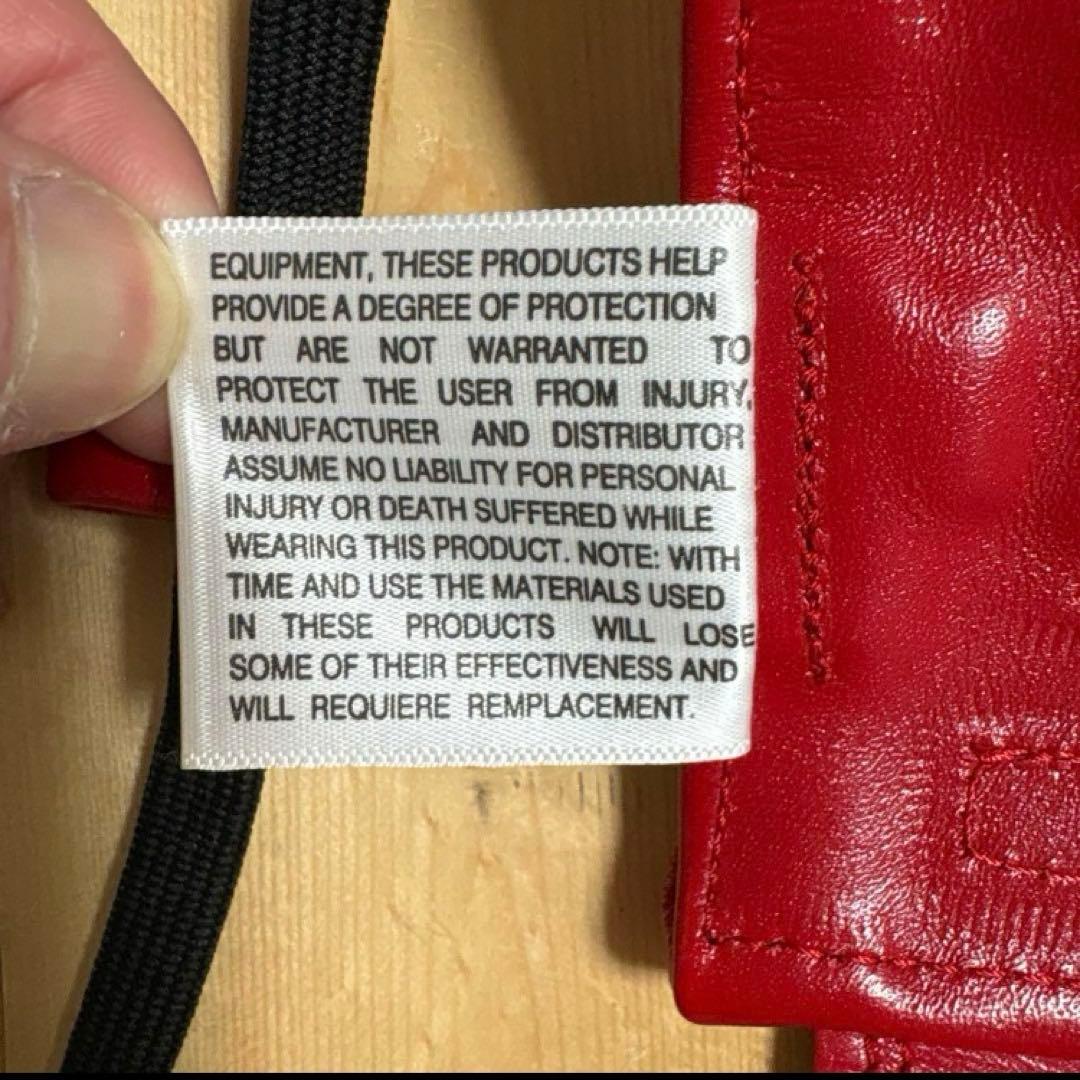 EQUIPMENT, THESE PRODUCTS HELP
PROVIDE A DEGREE OF PROTECTION
BUT ARE NOT WARRANTED TO
PROTECT THE USER FROM INJURY.
MANUFACTURER AND DISTRIBUTOR
ASSUME NO LIABILITY FOR PERSONAL
INJURY OR DEATH SUFFERED WHILE
WEARING THIS PRODUCT. NOTE: WITH
TIME AND USE THE MATERIALS USED
IN THESE PRODUCTS WILL LOSE
SOME OF THEIR EFFECTIVENESS AND
WILL REQUIERE REMPLACEMENT.